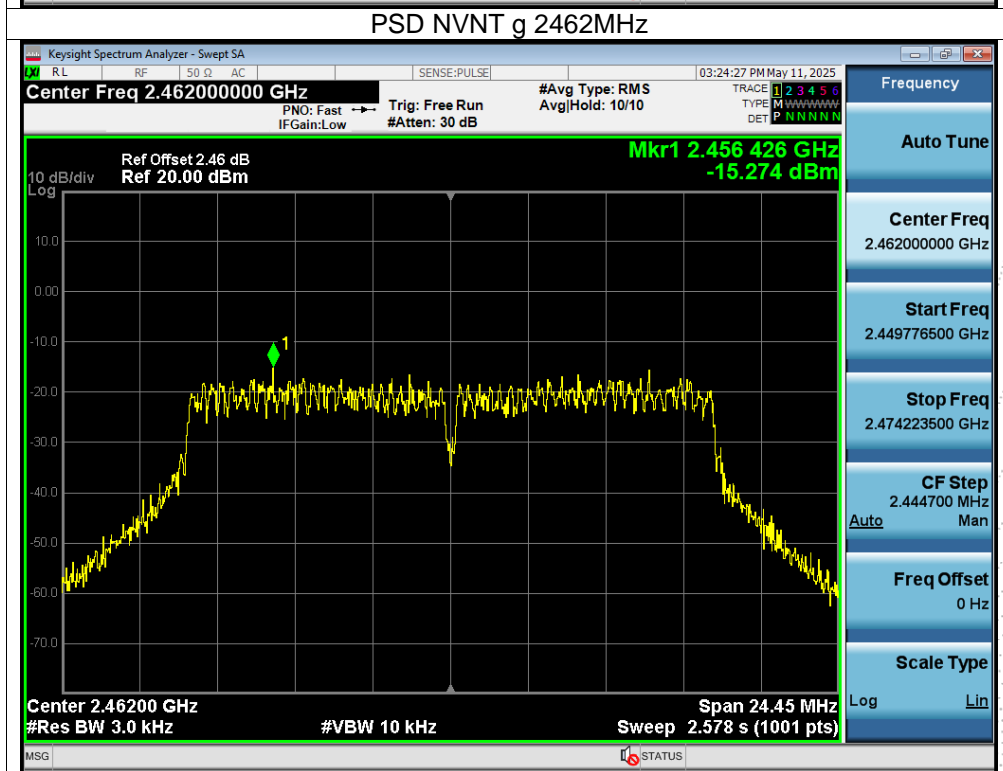 PSD NVNT g 2462MHz
Keysight Spectrum Analyzer - Swept SA
LXI RL RF 50 Ω AC SENSE:PULSE 03:24:27 PM May 11, 2025
Center Freq 2.462000000 GHz #Avg Type: RMS TRACE 1 2 3 4 5 6
PNO: Fast Trig: Free Run Avg|Hold: 10/10 TYPE M WWWWW
IFGain:Low #Atten: 30 dB DET P N N N N N
Mkr1 2.456 426 GHz
Ref Offset 2.46 dB
10 dB/div Ref 20.00 dBm -15.274 dBm
Log
10.0
0.00
-10.0
1
-20.0
-30.0
-40.0
-50.0
-60.0
-70.0
Center 2.46200 GHz Span 24.45 MHz
#Res BW 3.0 kHz #VBW 10 kHz Sweep 2.578 s (1001 pts)
MSG STATUS
Frequency
Auto Tune
Center Freq
2.462000000 GHz
Start Freq
2.449776500 GHz
Stop Freq
2.474223500 GHz
CF Step
2.444700 MHz
Auto Man
Freq Offset
0 Hz
Scale Type
Log Lin